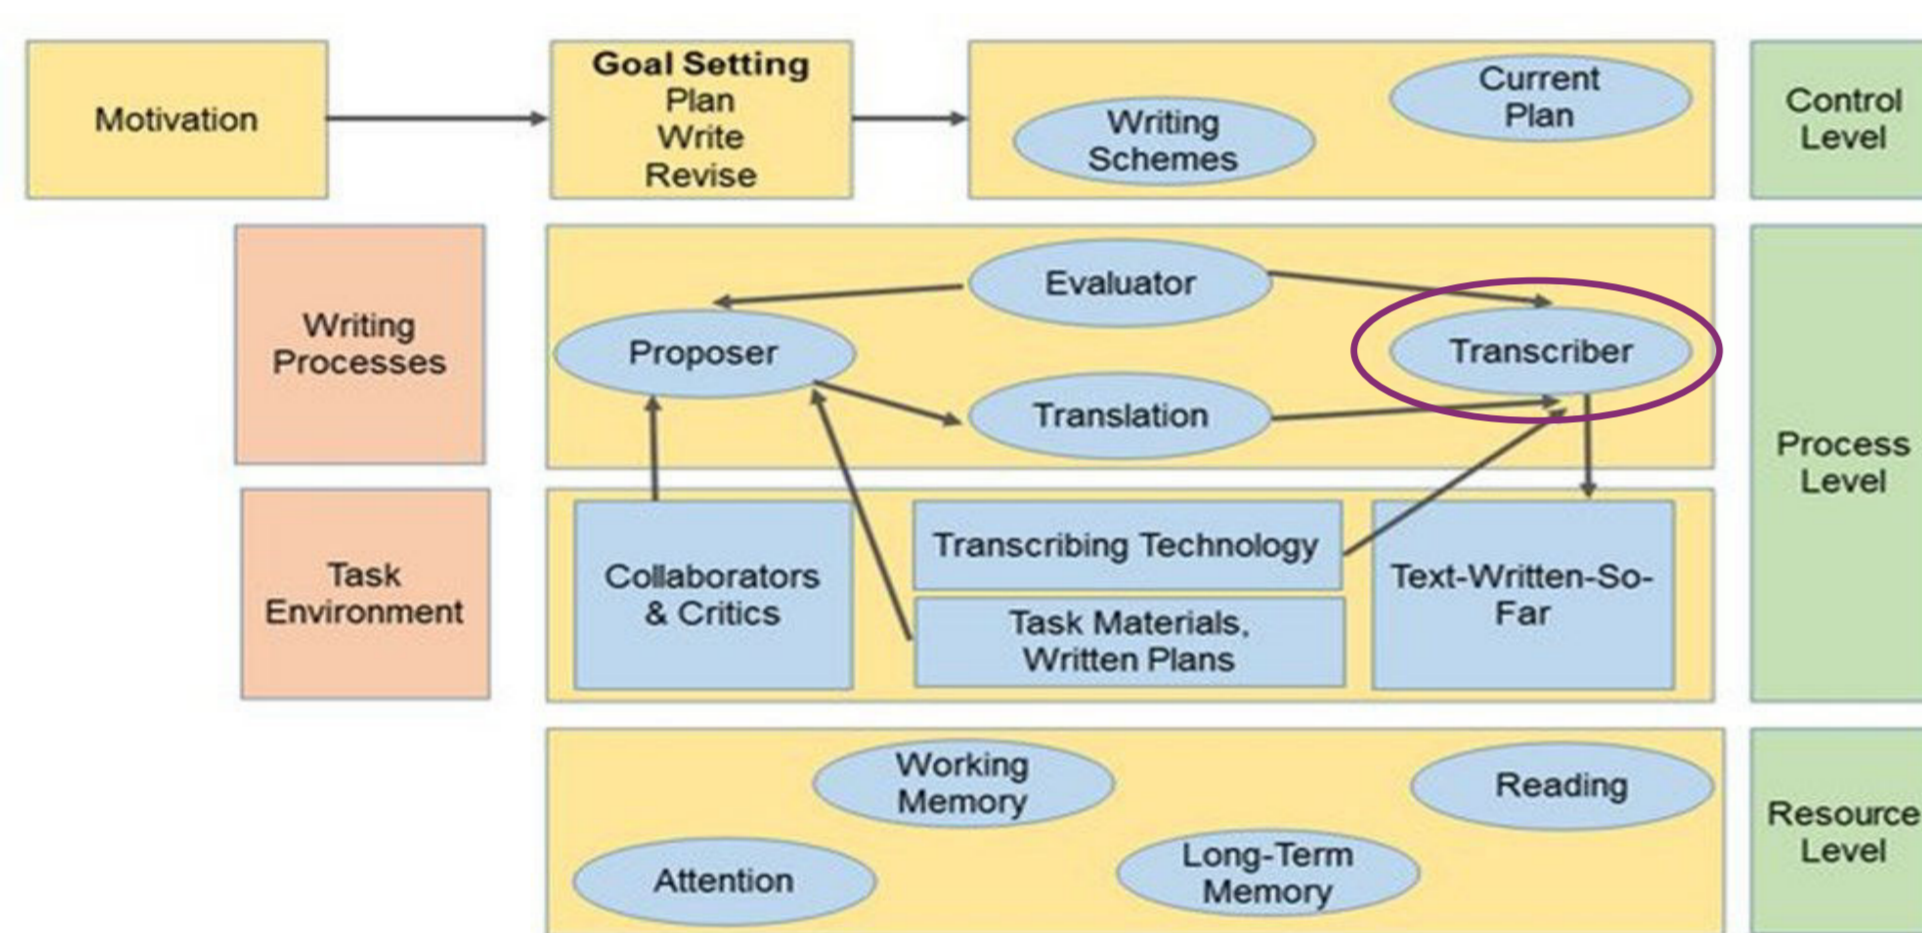 Motivation
Goal Setting
Plan
Write
Revise
Writing
Schemes
Current
Plan
Control
Level
Writing
Processes
Evaluator
Proposer
Transcriber
Translation
Process
Level
Task
Environment
Collaborators
& Critics
Transcribing Technology
Task Materials,
Written Plans
Text-Written-So-
Far
Working
Memory
Reading
Attention
Long-Term
Memory
Resource
Level